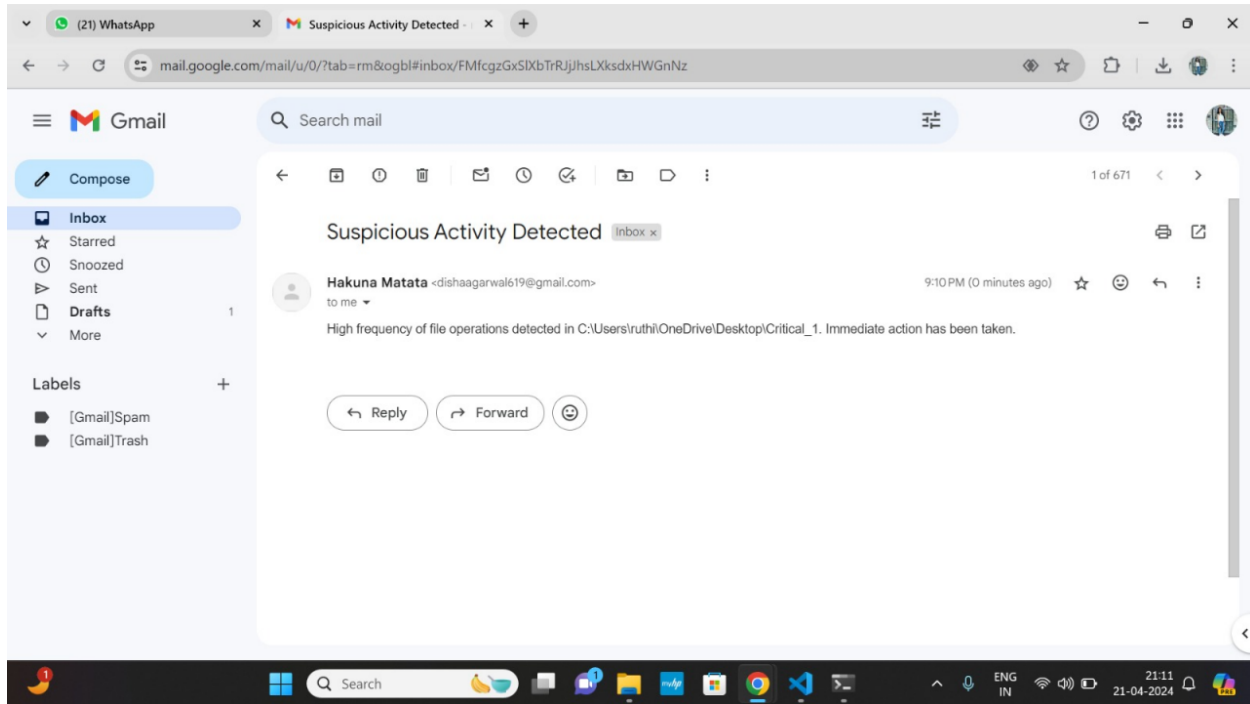 (21) WhatsApp
Suspicious Activity Detected -
mail.google.com/mail/u/0/?tab=rm&ogbl#inbox/FMfcgzGxSlXbTrRJjJhsLXksdxHWGnNz
Gmail
Search mail
Compose
1 of 671
Inbox
Starred
Snoozed
Sent
Drafts 1
More
Labels
[Gmail]Spam
[Gmail]Trash
Suspicious Activity Detected Inbox x
Hakuna Matata <dishaagarwal619@gmail.com> 9:10 PM (0 minutes ago)
to me
High frequency of file operations detected in C:\Users\ruthi\OneDrive\Desktop\Critical_1. Immediate action has been taken.
Reply Forward
1
Search
1
ENG
IN
21:11
21-04-2024
PRE